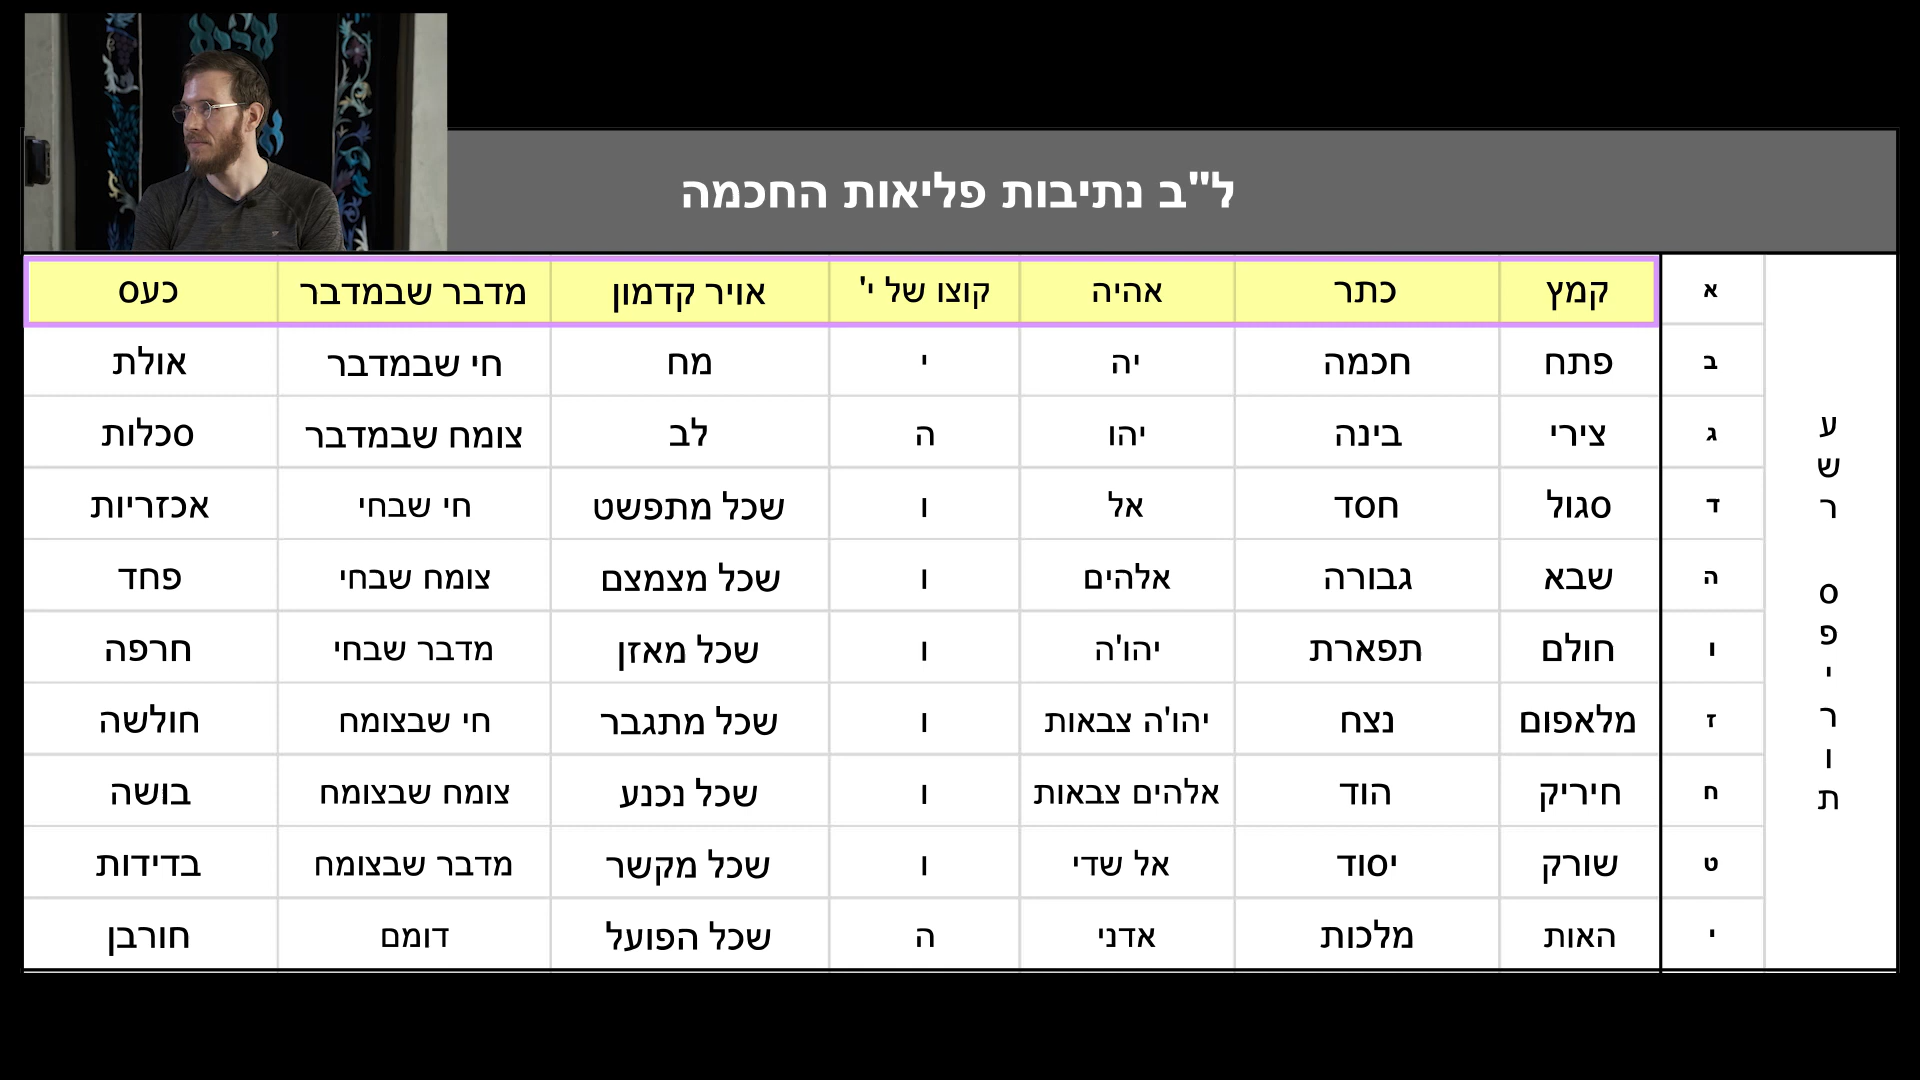 ל"ב נתיבות פליאות החכמה
עשר ספירות
א קמץ כתר אהיה קוצו של י' אויר קדמון מדבר שבמדבר כעס
ב פתח חכמה יה י מח חי שבמדבר אולת
ג צירי בינה יהו ה לב צומח שבמדבר סכלות
ד סגול חסד אל ו שכל מתפשט חי שבחי אכזריות
ה שבא גבורה אלהים ו שכל מצמצם צומח שבחי פחד
ו חולם תפארת יהו'ה ו שכל מאזן מדבר שבחי חרפה
ז מלאפום נצח יהו'ה צבאות ו שכל מתגבר חי שבצומח חולשה
ח חיריק הוד אלהים צבאות ו שכל נכנע צומח שבצומח בושה
ט שורק יסוד אל שדי ו שכל מקשר מדבר שבצומח בדידות
י האות מלכות אדני ה שכל הפועל דומם חורבן